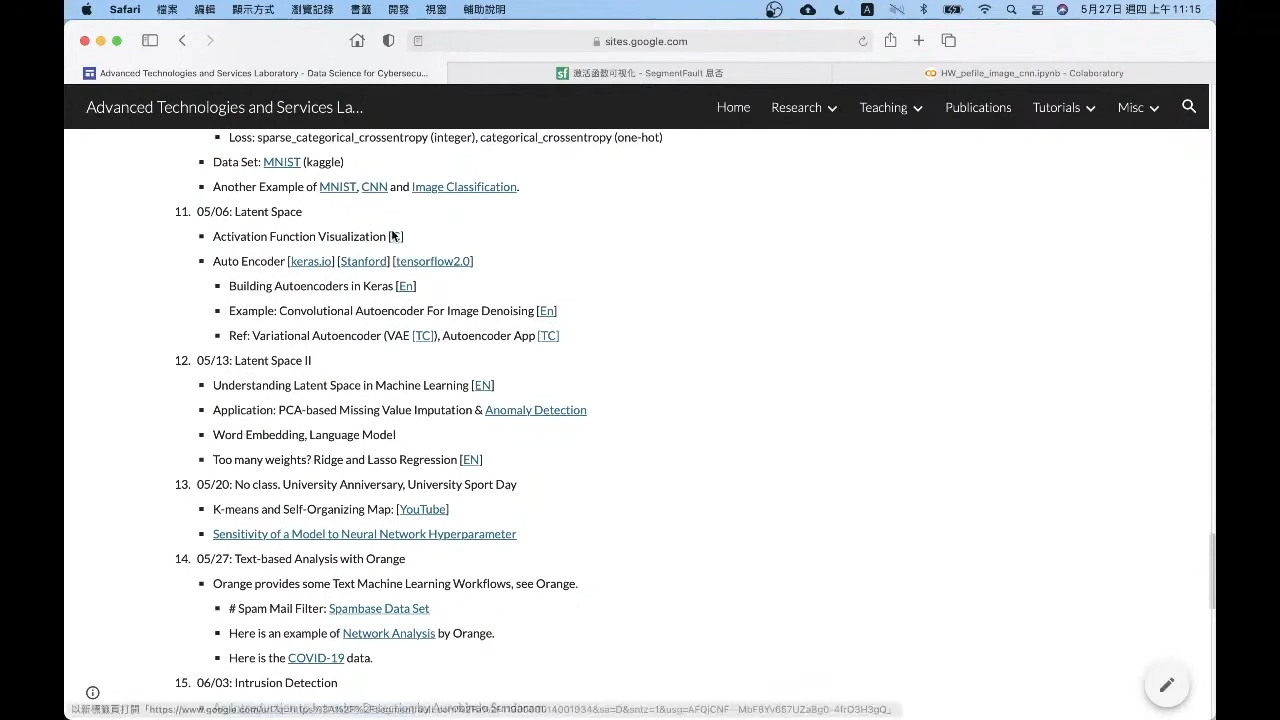 Safari 檔案 編輯 顯示方式 瀏覽記錄 書籤 開發 視窗 輔助說明 A 5月27日 週四 上午11:15
sites.google.com
Advanced Technologies and Services Laboratory - Data Science for Cybersecu...
sf 激活函数可视化 - SegmentFault 思否
HW_pefile_image_cnn.ipynb - Colaboratory
Advanced Technologies and Services La... Home Research Teaching Publications Tutorials Misc
▪ Loss: sparse_categorical_crossentropy (integer), categorical_crossentropy (one-hot)
▪ Data Set: MNIST (kaggle)
▪ Another Example of MNIST, CNN and Image Classification.
11. 05/06: Latent Space
▪ Activation Function Visualization
▪ Auto Encoder [keras.io] [Stanford] [tensorflow2.0]
▪ Building Autoencoders in Keras [En]
▪ Example: Convolutional Autoencoder For Image Denoising [En]
▪ Ref: Variational Autoencoder (VAE [TC]), Autoencoder App [TC]
12. 05/13: Latent Space II
▪ Understanding Latent Space in Machine Learning [EN]
▪ Application: PCA-based Missing Value Imputation & Anomaly Detection
▪ Word Embedding, Language Model
▪ Too many weights? Ridge and Lasso Regression [EN]
13. 05/20: No class. University Anniversary, University Sport Day
▪ K-means and Self-Organizing Map: [YouTube]
▪ Sensitivity of a Model to Neural Network Hyperparameter
14. 05/27: Text-based Analysis with Orange
▪ Orange provides some Text Machine Learning Workflows, see Orange.
▪ # Spam Mail Filter: Spambase Data Set
▪ Here is an example of Network Analysis by Orange.
▪ Here is the COVID-19 data.
15. 06/03: Intrusion Detection